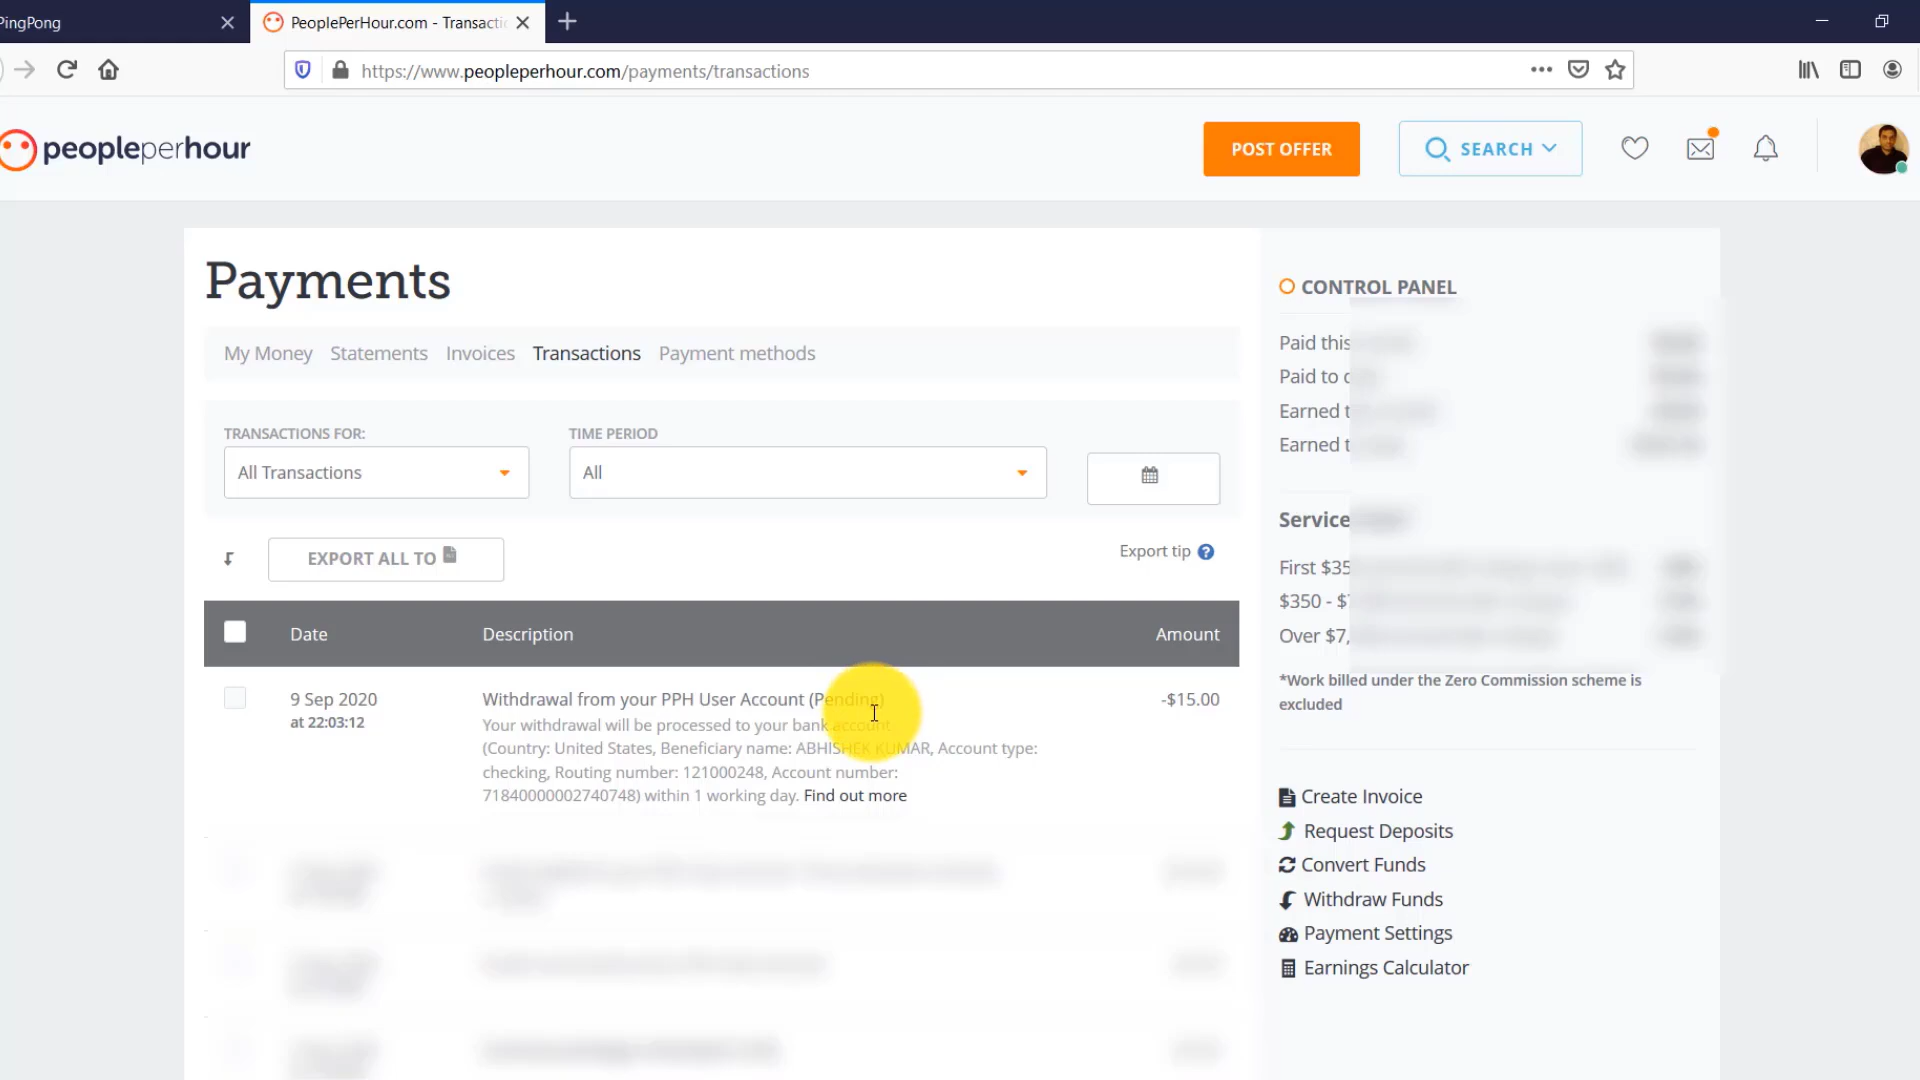 PingPong
PeoplePerHour.com - Transactio
https://www.peopleperhour.com/payments/transactions
peopleperhour
POST OFFER
SEARCH
Payments
My Money Statements Invoices Transactions Payment methods
TRANSACTIONS FOR:
TIME PERIOD
All Transactions
All
EXPORT ALL TO
Export tip ?
Date Description Amount
9 Sep 2020
at 22:03:12
Withdrawal from your PPH User Account (Pending) -$15.00
Your withdrawal will be processed to your bank account
(Country: United States, Beneficiary name: ABHISHEK KUMAR, Account type:
checking, Routing number: 121000248, Account number:
71840000002740748) within 1 working day. Find out more
CONTROL PANEL
Paid this
Paid to
Earned
Earned
Service
First $35
$350 - $
Over $7,
*Work billed under the Zero Commission scheme is
excluded
Create Invoice
Request Deposits
Convert Funds
Withdraw Funds
Payment Settings
Earnings Calculator